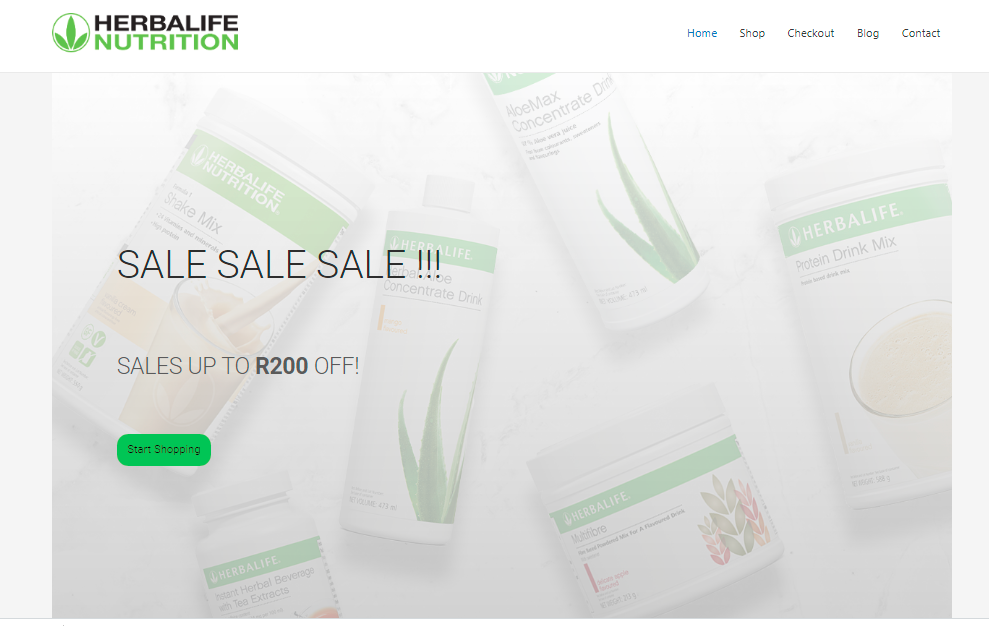 HERBALIFE
NUTRITION
Home
Shop
Checkout
Blog
Contact
AloeMax
Concentrate Drink
HERBALIFE
NUTRITION
Shake Mix
HERBALIFE
Protein Drink Mix
HERBALIFE
Concentrate Drink
SALE SALE SALE !!!
SALES UP TO R200 OFF!
Start Shopping
HERBALIFE
Multifibre
HERBALIFE
Instant Herbal Beverage
with Tea Extracts